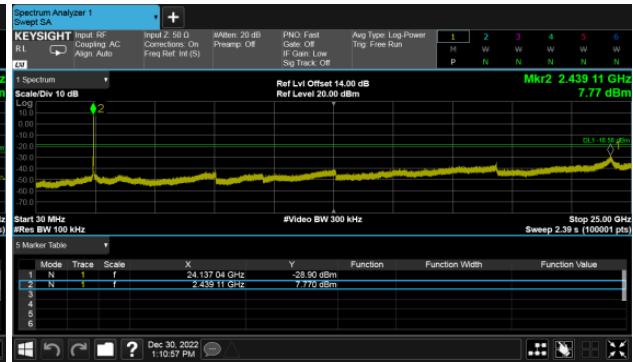 Spectrum Analyzer 1
Swept SA
+
KEYSIGHT Input: RF Input Z: 50 Ω #Atten: 20 dB PNO: Fast Avg Type: Log-Power 1 2 3 4 5 6
RL Coupling: AC Corrections: On Preamp: Off Gate: Off Trig: Free Run M W W W W W
Align: Auto Freq Ref: Int (S) IF Gain: Low P N N N N N
LXI Sig Track: Off
1 Spectrum Ref Lvl Offset 14.00 dB Mkr2 2.439 11 GHz
Scale/Div 10 dB Ref Level 20.00 dBm 7.77 dBm
Log
10.0
0.00
-10.0
-20.0
-30.0
-40.0
-50.0
-60.0
-70.0
2
1
Start 30 MHz #Video BW 300 kHz Stop 25.00 GHz
#Res BW 100 kHz Sweep 2.39 s (100001 pts)
5 Marker Table
Mode Trace Scale X Y Function Function Width Function Value
1 N 1 f 24.137 04 GHz -28.90 dBm
2 N 1 f 2.439 11 GHz 7.770 dBm
3
4
5
6
? Dec 30, 2022
1:10:57 PM